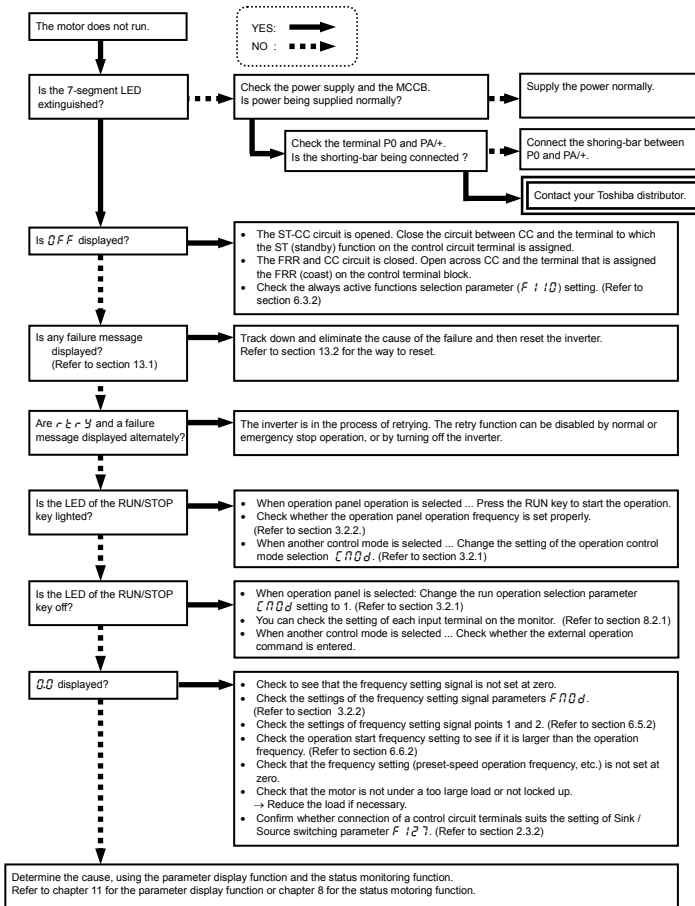 The motor does not run.
YES:
NO :
Is the 7-segment LED
extinguished?
Check the power supply and the MCCB.
Is power being supplied normally?
Supply the power normally.
Check the terminal P0 and PA/+.
Is the shorting-bar being connected ?
Connect the shoring-bar between
P0 and PA/+.
Contact your Toshiba distributor.
Is OFF displayed?
• The ST-CC circuit is opened. Close the circuit between CC and the terminal to which
the ST (standby) function on the control circuit terminal is assigned.
• The FRR and CC circuit is closed. Open across CC and the terminal that is assigned
the FRR (coast) on the control terminal block.
• Check the always active functions selection parameter (F110) setting. (Refer to
section 6.3.2)
Is any failure message
displayed?
(Refer to section 13.1)
Track down and eliminate the cause of the failure and then reset the inverter.
Refer to section 13.2 for the way to reset.
Are rtrY and a failure
message displayed alternately?
The inverter is in the process of retrying. The retry function can be disabled by normal or
emergency stop operation, or by turning off the inverter.
Is the LED of the RUN/STOP
key lighted?
• When operation panel operation is selected ... Press the RUN key to start the operation.
• Check whether the operation panel operation frequency is set properly.
(Refer to section 3.2.2.)
• When another control mode is selected ... Change the setting of the operation control
mode selection CMOd. (Refer to section 3.2.1)
Is the LED of the RUN/STOP
key off?
• When operation panel is selected: Change the run operation selection parameter
CMOd setting to 1. (Refer to section 3.2.1)
• You can check the setting of each input terminal on the monitor. (Refer to section 8.2.1)
• When another control mode is selected ... Check whether the external operation
command is entered.
0.0 displayed?
• Check to see that the frequency setting signal is not set at zero.
• Check the settings of the frequency setting signal parameters FMOd.
(Refer to section 3.2.2)
• Check the settings of frequency setting signal points 1 and 2. (Refer to section 6.5.2)
• Check the operation start frequency setting to see if it is larger than the operation
frequency. (Refer to section 6.6.2)
• Check that the frequency setting (preset-speed operation frequency, etc.) is not set at
zero.
• Check that the motor is not under a too large load or not locked up.
→ Reduce the load if necessary.
• Confirm whether connection of a control circuit terminals suits the setting of Sink /
Source switching parameter F127. (Refer to 2.3.2)
Determine the cause, using the parameter display function and the status monitoring function.
Refer to chapter 11 for the parameter display function or chapter 8 for the status motoring function.